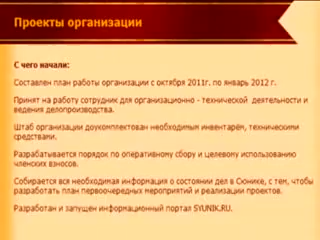 Проекты организации
С чего начали:
Составлен план работы организации с октября 2011г. по январь 2012 г.
Принят на работу сотрудник для организационно - технической деятельности и
ведения делопроизводства.
Штаб организации доукомплектован необходимым инвентарём, техническими
средствами.
Разрабатывается порядок по оперативному сбору и целевому использованию
членских взносов.
Собирается вся необходимая информация о состоянии дел в Сюнике, с тем, чтобы
разработать план первоочередных мероприятий и реализации проектов.
Разработан и запущен информационный портал SYUNIK.RU.